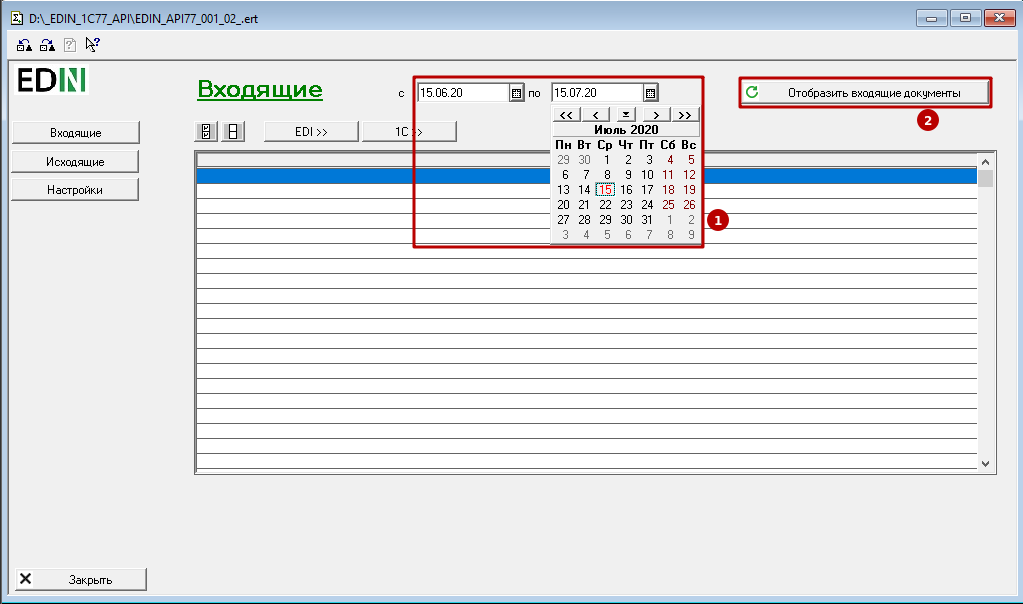 D:\_EDIN_1C77_API\EDIN_API77_001_02_.ert
EDIN
Входящие
с 15.06.20 по 15.07.20
Отобразить входящие документы
2
Входящие
Исходящие
Настройки
EDI >> 1C >>
<< < > >>
Июль 2020
Пн Вт Ср Чт Пт Сб Вс
29 30 1 2 3 4 5
6 7 8 9 10 11 12
13 14 15 16 17 18 19
20 21 22 23 24 25 26
27 28 29 30 31 1 2
3 4 5 6 7 8 9
1
Закрыть